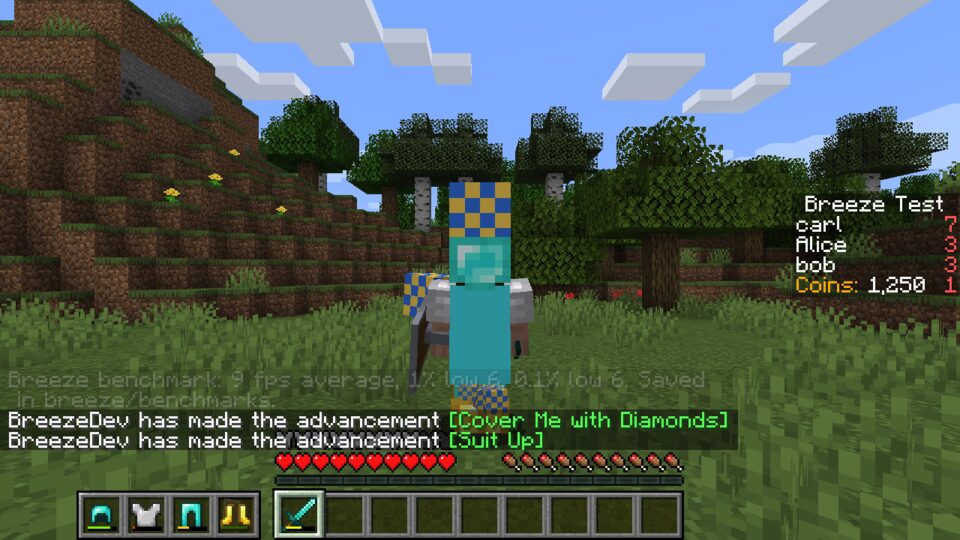 Breeze Test
carl 7
Alice 3
bob 3
Coins: 1,250 1
Breeze benchmark: 9 fps average, 1% low 6, 0.1% low 6. Saved
in breeze/benchmarks
BreezeDev has made the advancement [Cover Me with Diamonds]
BreezeDev has made the advancement [Suit Up]